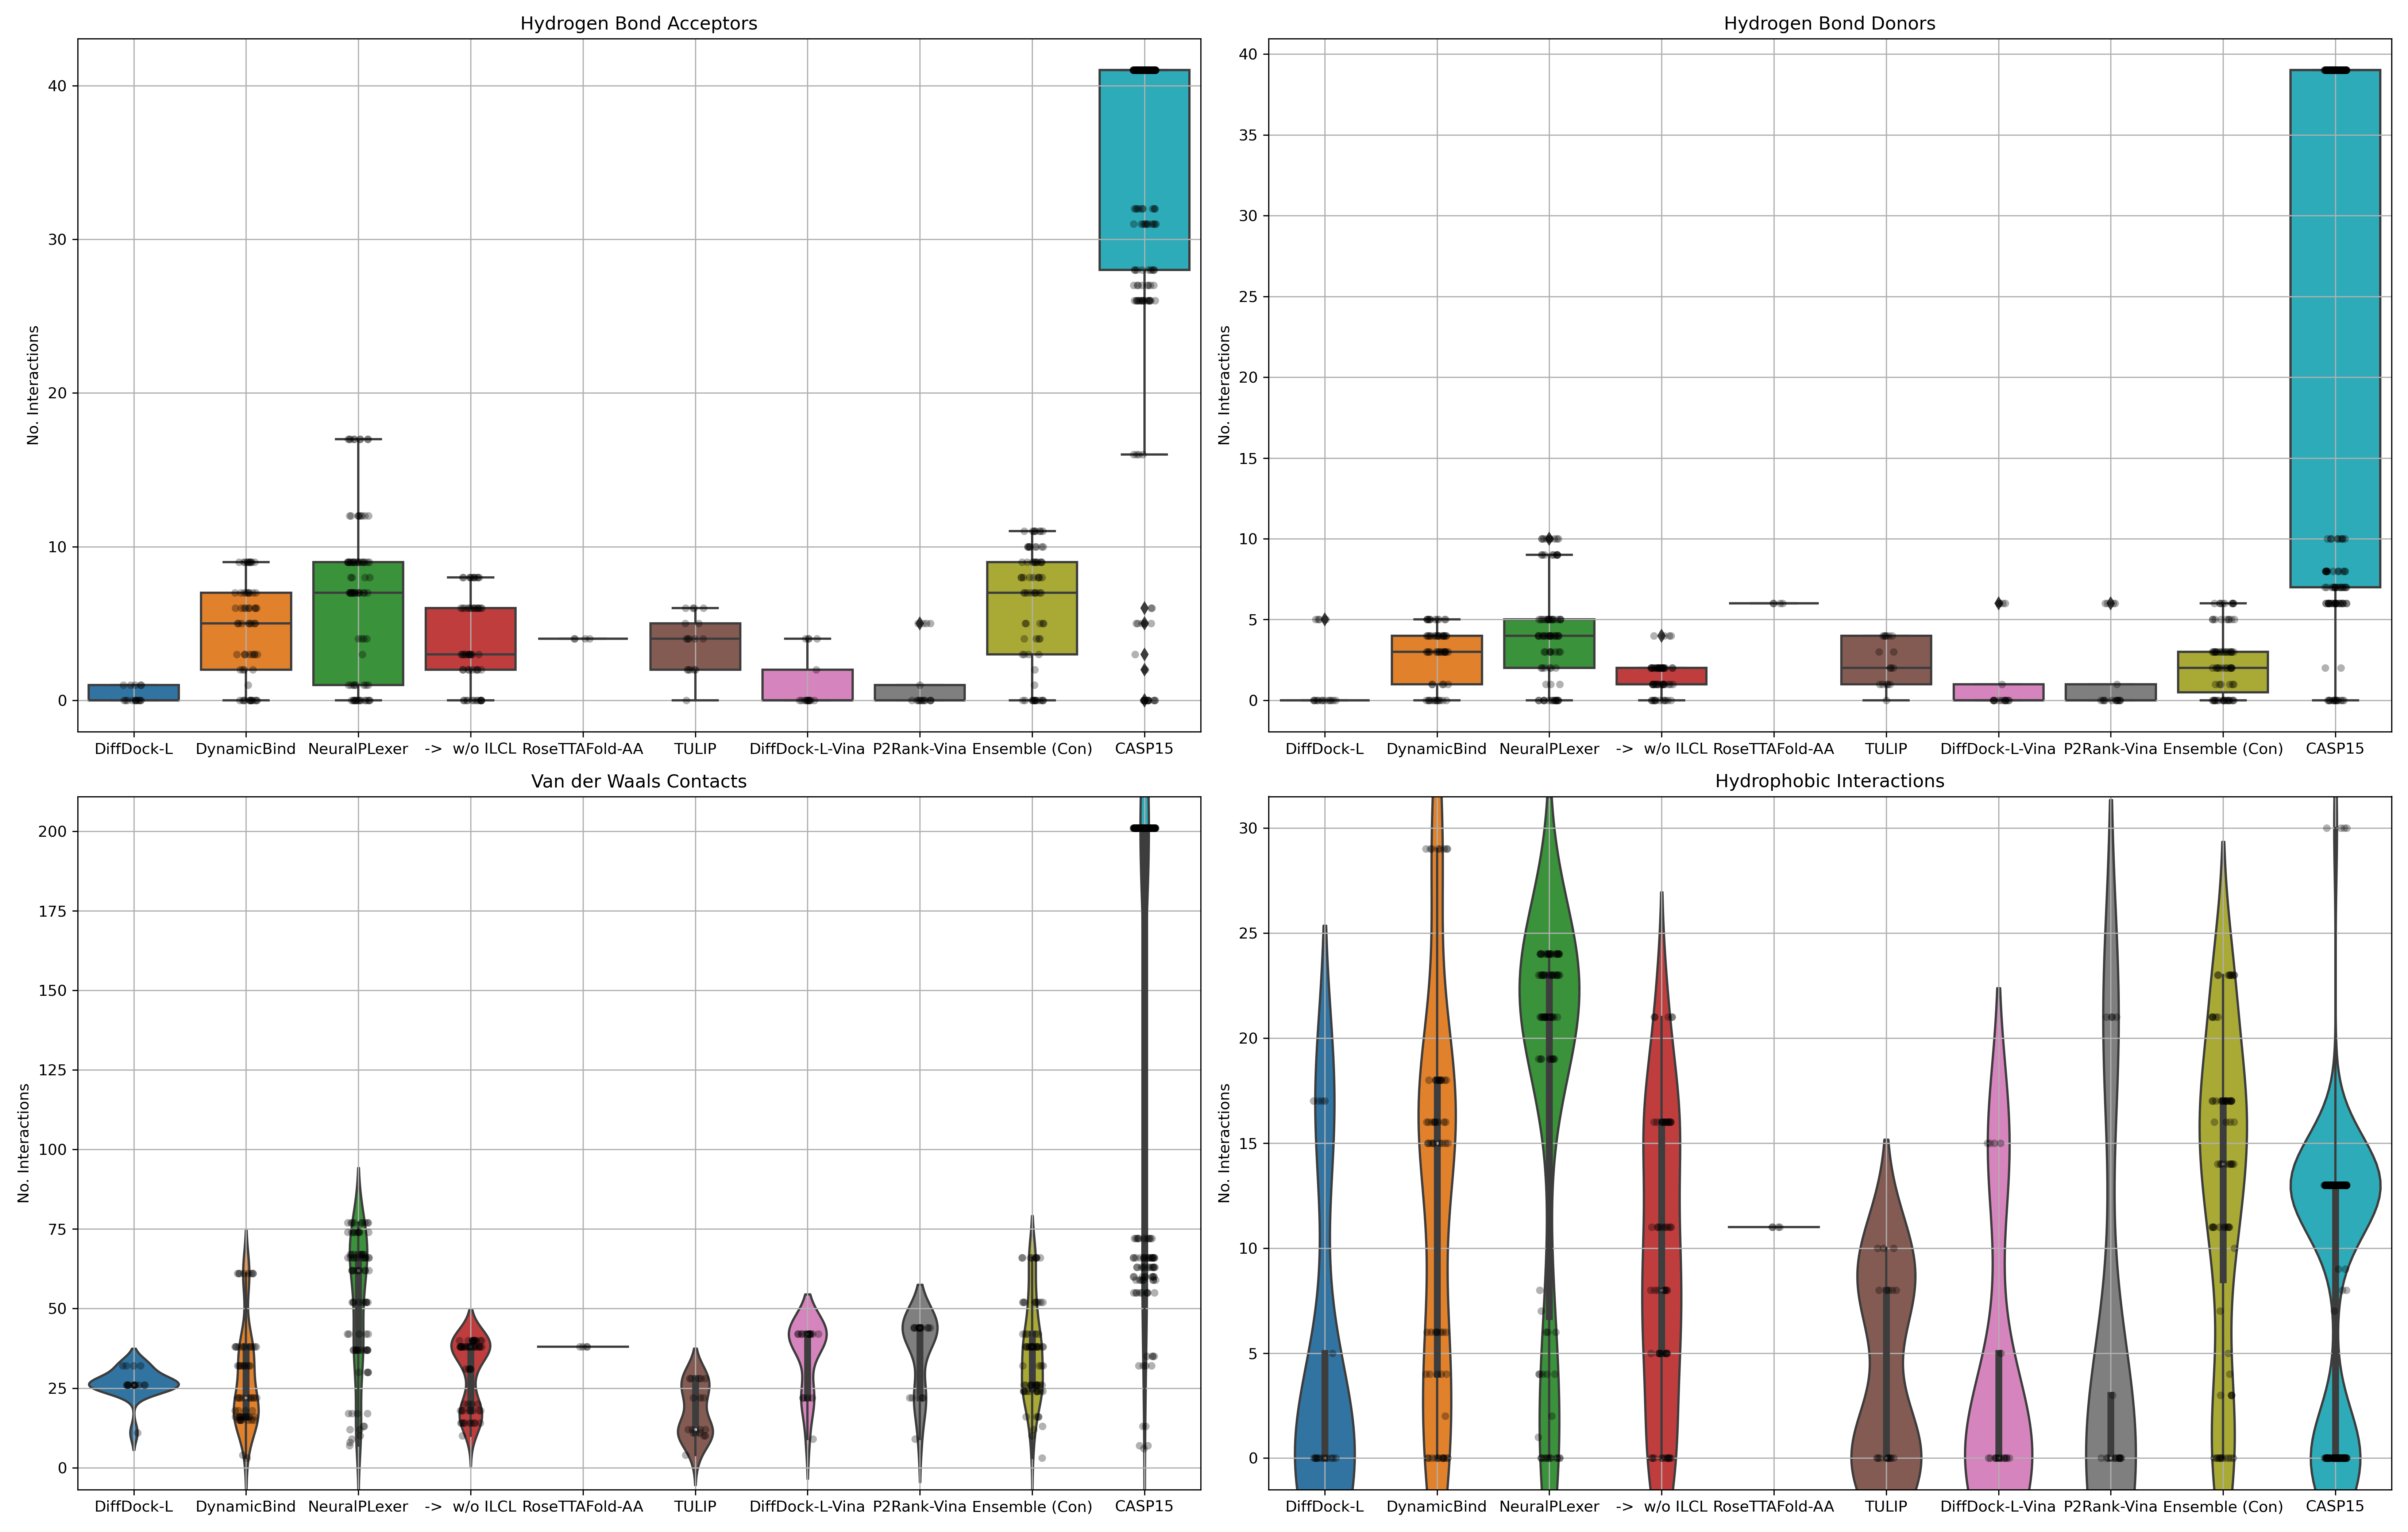 Hydrogen Bond Acceptors
No. Interactions
40
30
20
10
0
DiffDock-L DynamicBind NeuralPLexer -> w/o ILCL RoseTTAFold-AA TULIP DiffDock-L-Vina P2Rank-Vina Ensemble (Con) CASP15
Hydrogen Bond Donors
No. Interactions
40
35
30
25
20
15
10
5
0
DiffDock-L DynamicBind NeuralPLexer -> w/o ILCL RoseTTAFold-AA TULIP DiffDock-L-Vina P2Rank-Vina Ensemble (Con) CASP15
Van der Waals Contacts
No. Interactions
200
175
150
125
100
75
50
25
0
DiffDock-L DynamicBind NeuralPLexer -> w/o ILCL RoseTTAFold-AA TULIP DiffDock-L-Vina P2Rank-Vina Ensemble (Con) CASP15
Hydrophobic Interactions
No. Interactions
30
25
20
15
10
5
0
DiffDock-L DynamicBind NeuralPLexer -> w/o ILCL RoseTTAFold-AA TULIP DiffDock-L-Vina P2Rank-Vina Ensemble (Con) CASP15